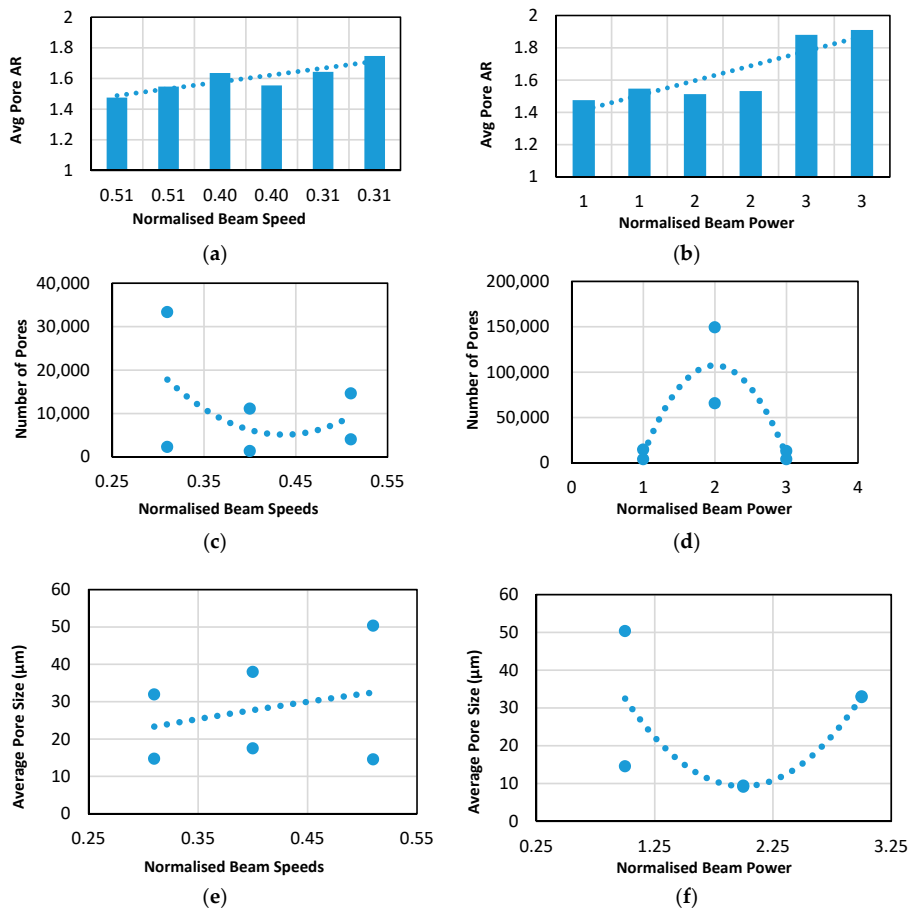 2
1.8
1.6
1.4
1.2
1
Avg Pore AR
0.51 0.51 0.40 0.40 0.31 0.31
Normalised Beam Speed
(a)
2
1.8
1.6
1.4
1.2
1
Avg Pore AR
1 1 2 2 3 3
Normalised Beam Power
(b)
40,000
30,000
20,000
10,000
0
Number of Pores
0.25 0.35 0.45 0.55
Normalised Beam Speeds
(c)
200,000
150,000
100,000
50,000
0
Number of Pores
0 1 2 3 4
Normalised Beam Power
(d)
60
50
40
30
20
10
0
Average Pore Size (μm)
0.25 0.35 0.45 0.55
Normalised Beam Speeds
(e)
60
50
40
30
20
10
0
Average Pore Size (μm)
0.25 1.25 2.25 3.25
Normalised Beam Power
(f)